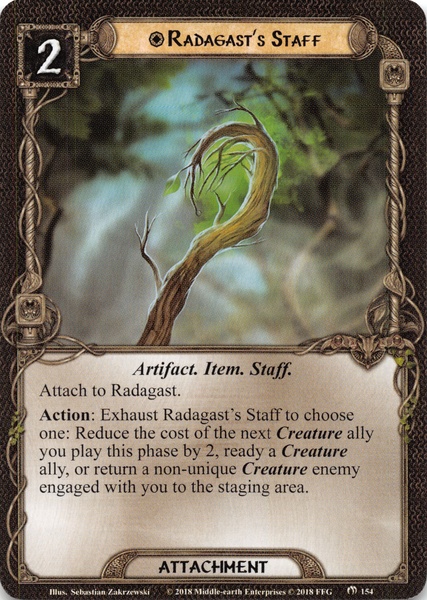 2
RADAGAST'S STAFF
Artifact. Item. Staff.
Attach to Radagast.
Action: Exhaust Radagast's Staff to choose
one: Reduce the cost of the next Creature ally
you play this phase by 2, ready a Creature
ally, or return a non-unique Creature enemy
engaged with you to the staging area.
ATTACHMENT
Illus. Sebastian Zakrzewski © 2018 Middle-earth Enterprises © 2018 FFG 154